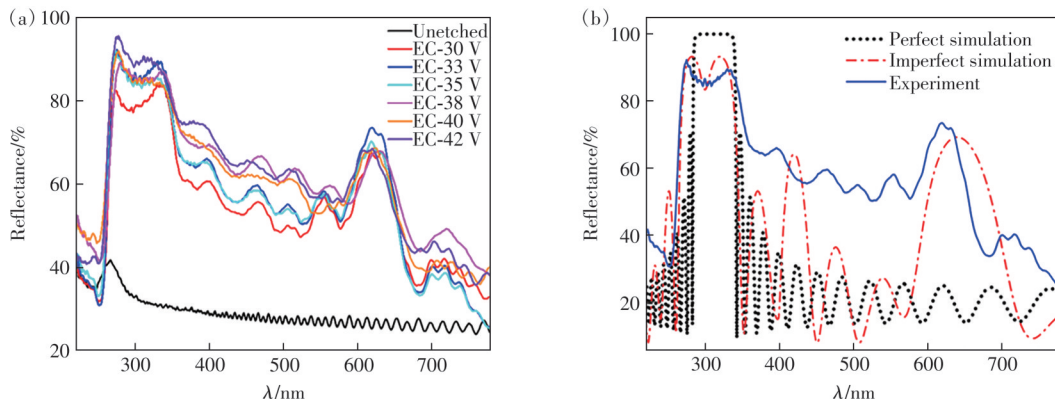 (a)
100
80
60
40
20
Reflectance/%
Unetched
EC-30 V
EC-33 V
EC-35 V
EC-38 V
EC-40 V
EC-42 V
300
400
500
600
700
λ/nm
(b)
100
80
60
40
20
Reflectance/%
Perfect simulation
Imperfect simulation
Experiment
300
400
500
600
700
λ/nm